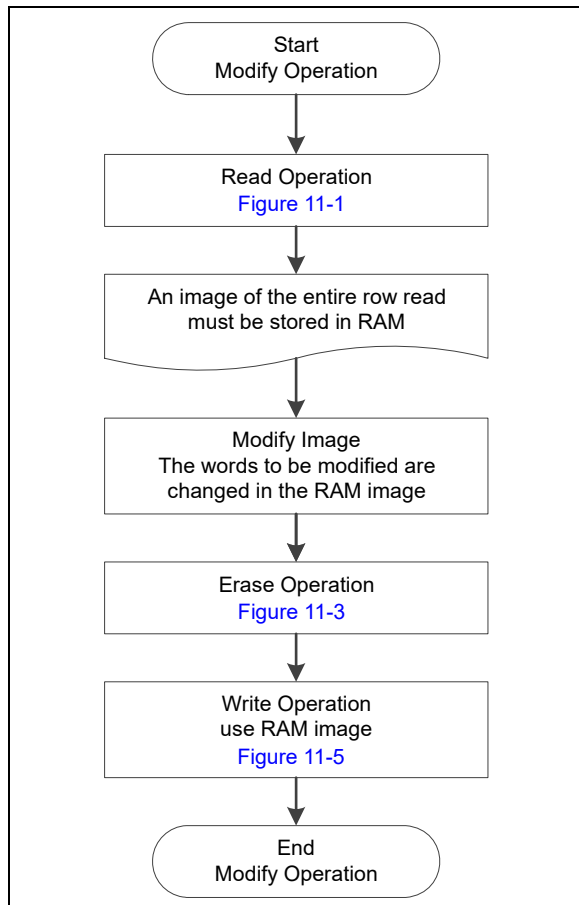 Start
Modify Operation
Read Operation
Figure 11-1
An image of the entire row read
must be stored in RAM
Modify Image
The words to be modified are
changed in the RAM image
Erase Operation
Figure 11-3
Write Operation
use RAM image
Figure 11-5
End
Modify Operation